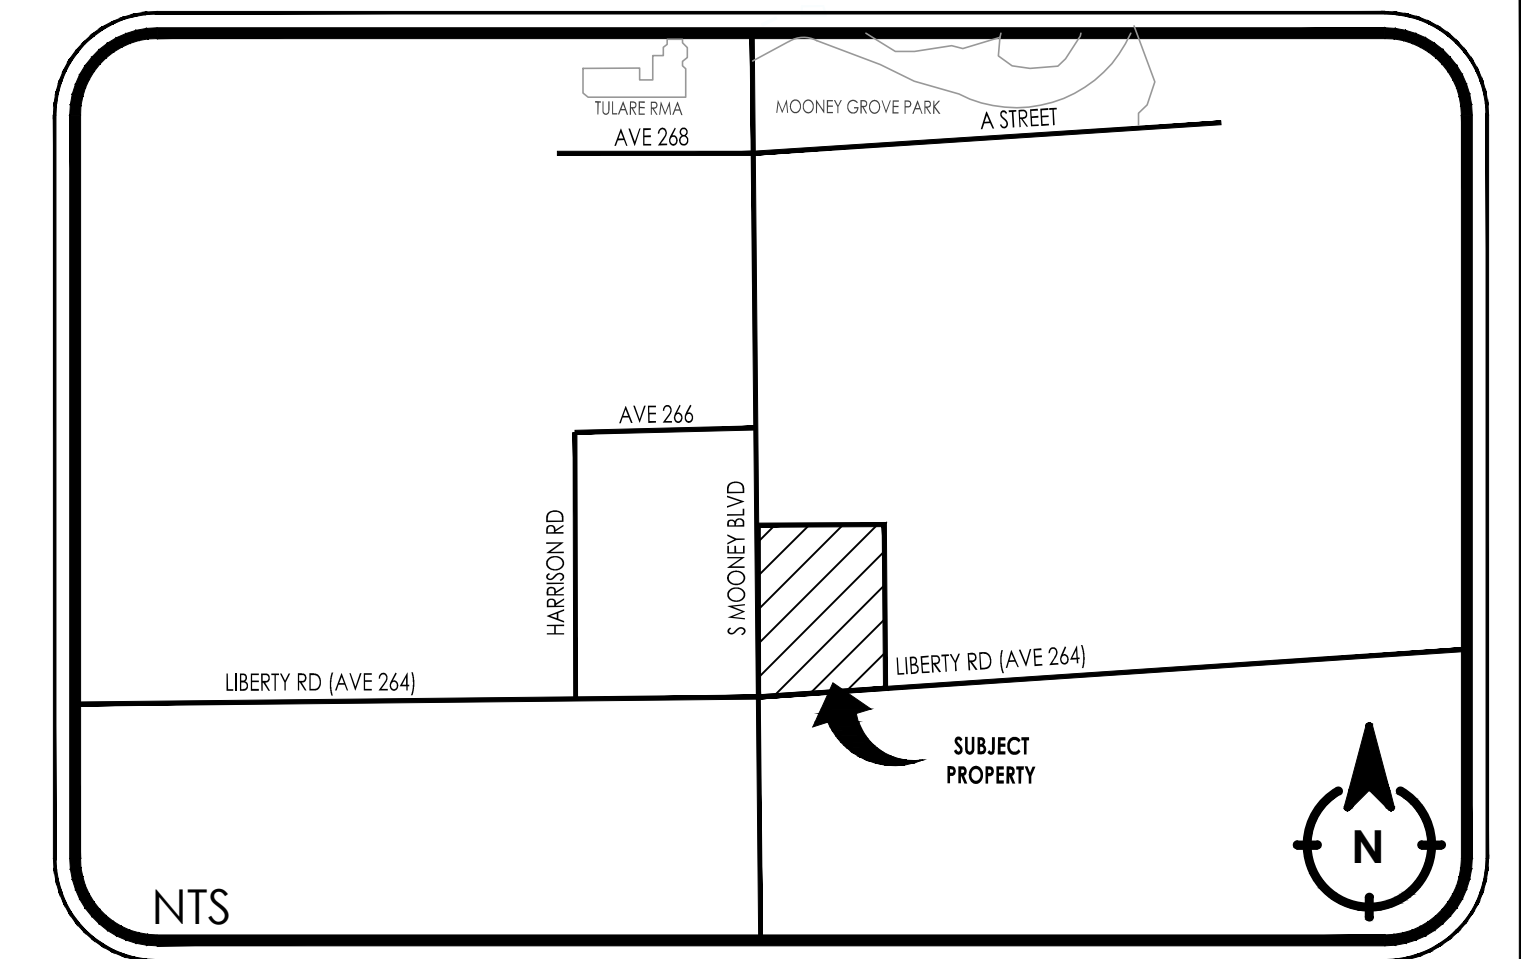 TULARE RMA
MOONEY GROVE PARK
A STREET
AVE 268
AVE 266
HARRISON RD
S MOONEY BLVD
LIBERTY RD (AVE 264)
LIBERTY RD (AVE 264)
SUBJECT
PROPERTY
N
NTS